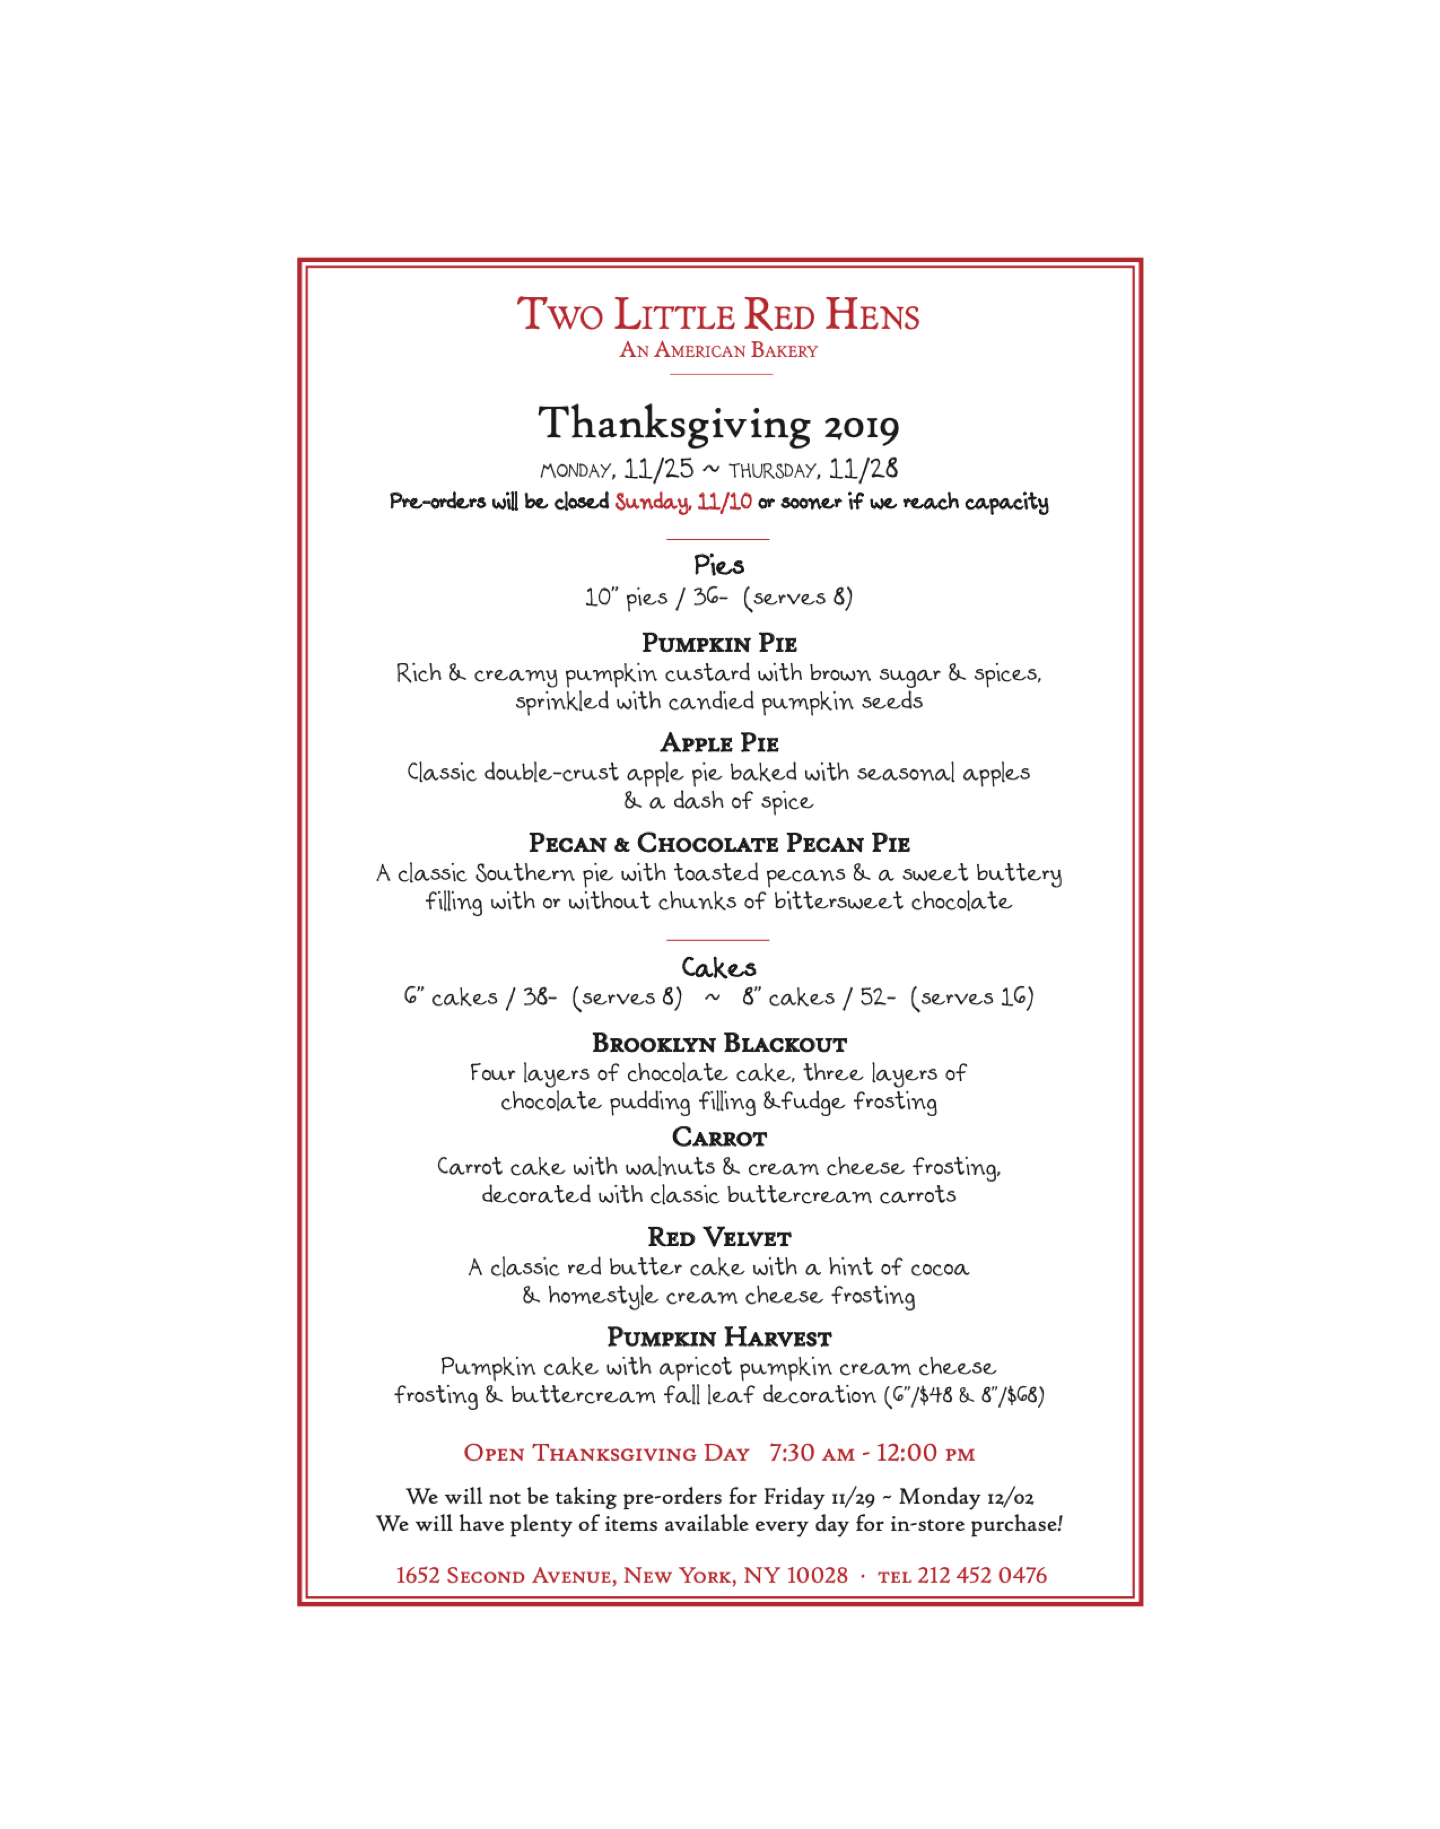 Two Little Red Hens
An American Bakery
Thanksgiving 2019
MONDAY, 11/25 ~ THURSDAY, 11/28
Pre-orders will be closed Sunday, 11/10 or sooner if we reach capacity
Pies
10” pies / 36-  (serves 8)
Pumpkin Pie
Rich & creamy pumpkin custard with brown sugar & spices,
sprinkled with candied pumpkin seeds
Apple Pie
Classic double-crust apple pie baked with seasonal apples
& a dash of spice
Pecan & Chocolate Pecan Pie
A classic Southern pie with toasted pecans & a sweet buttery
filling with or without chunks of bittersweet chocolate
Cakes
6” cakes / 38-  (serves 8)  ~  8” cakes / 52-  (serves 16)
Brooklyn Blackout
Four layers of chocolate cake, three layers of
chocolate pudding filling &fudge frosting
Carrot
Carrot cake with walnuts & cream cheese frosting,
decorated with classic buttercream carrots
Red Velvet
A classic red butter cake with a hint of cocoa
& homestyle cream cheese frosting
Pumpkin Harvest
Pumpkin cake with apricot pumpkin cream cheese
frosting & buttercream fall leaf decoration (6”/$48 & 8”/$68)
Open Thanksgiving Day  7:30 am - 12:00 pm
We will not be taking pre-orders for Friday 11/29 ~ Monday 12/02
We will have plenty of items available every day for in-store purchase!
1652 Second Avenue, New York, NY 10028 · tel 212 452 0476